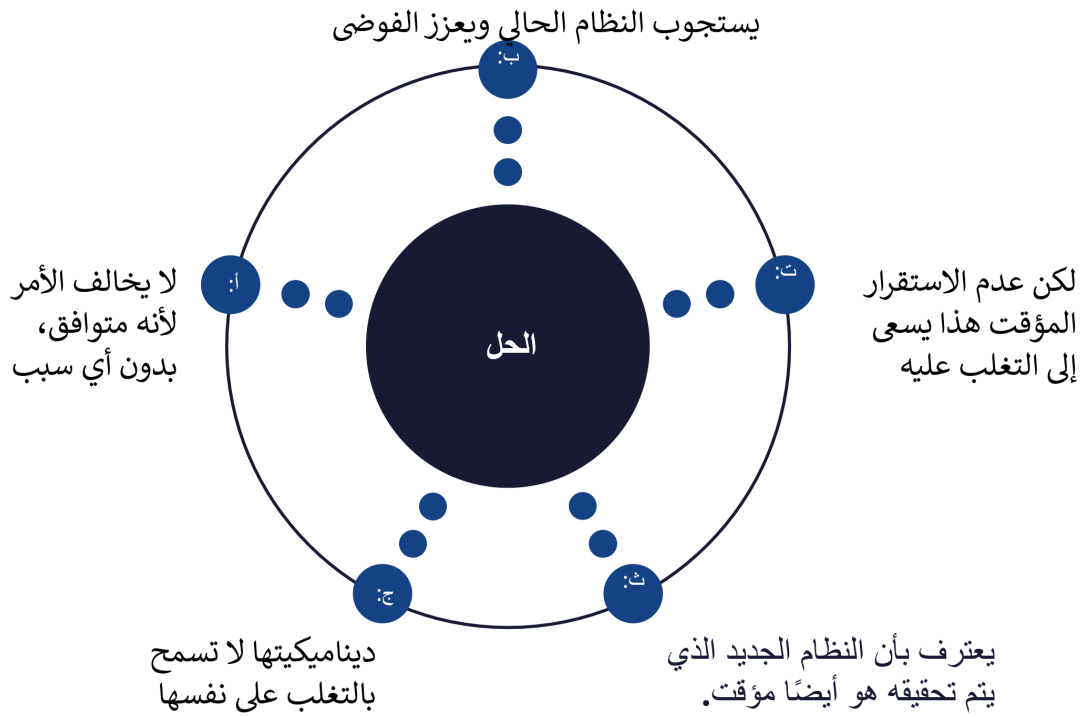 يستجوب النظام الحالي ويعزز الفوضى
ب:
أ:
لا يخالف الأمر
لأنه متوافق،
بدون أي سبب
الحل
ت:
لكن عدم الاستقرار
المؤقت هذا يسعى
إلى التغلب عليه
ث:
يعترف بأن النظام الجديد الذي
يتم تحقيقه هو أيضًا مؤقت.
ج:
ديناميكيتها لا تسمح
بالتغلب على نفسها